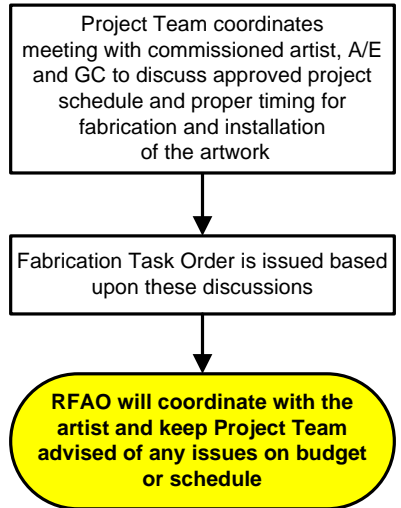 Project Team coordinates
meeting with commissioned artist, A/E
and GC to discuss approved project
schedule and proper timing for
fabrication and installation
of the artwork
Fabrication Task Order is issued based
upon these discussions
RFAO will coordinate with the
artist and keep Project Team
advised of any issues on budget
or schedule